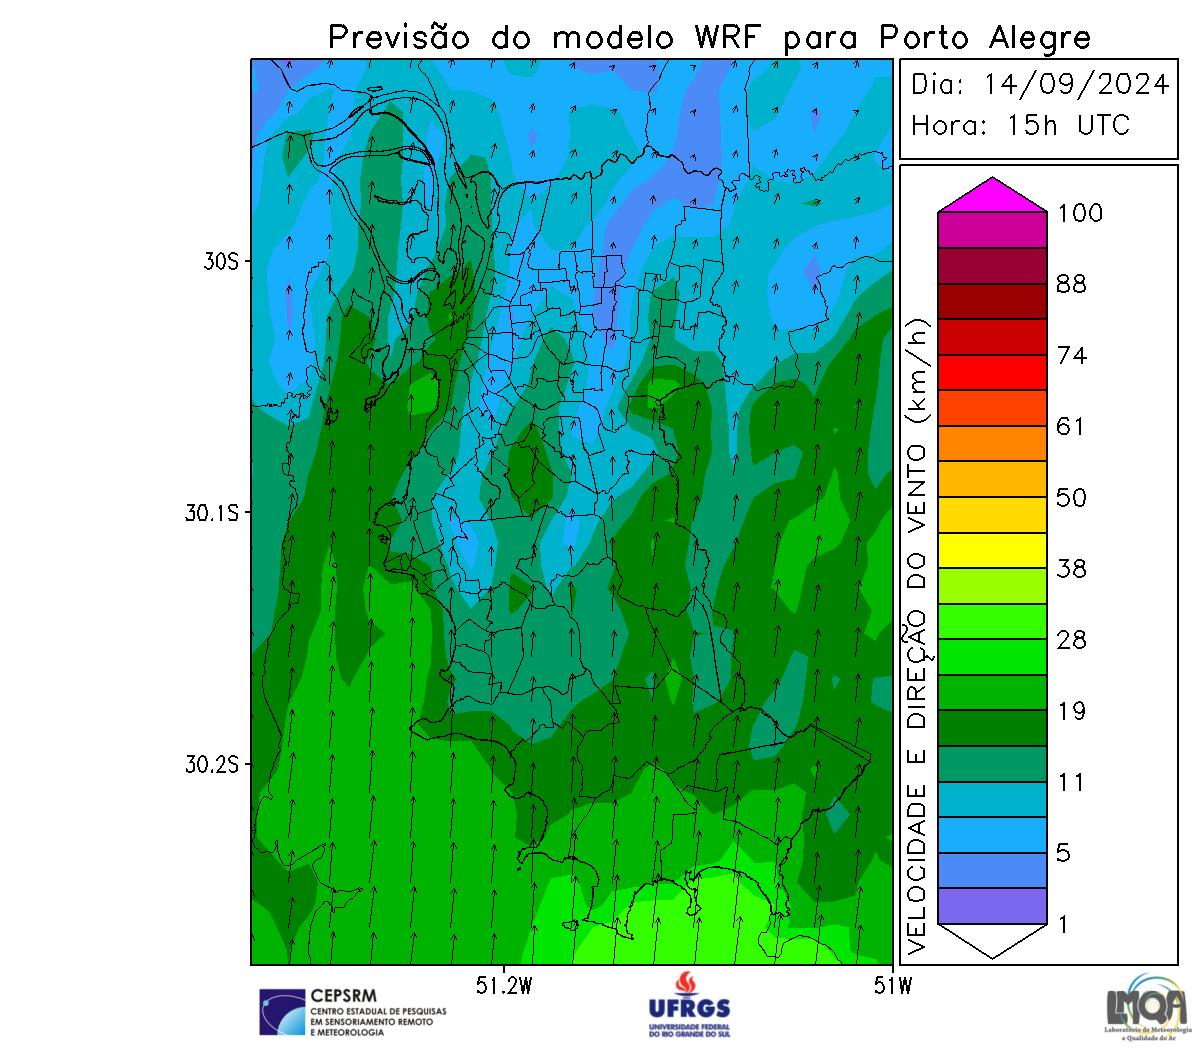 Previsão do modelo WRF para Porto Alegre
Dia: 14/09/2024
Hora: 15h UTC
VELOCIDADE E DIREÇÃO DO VENTO (km/h)
100
88
74
61
50
38
28
19
11
5
1
30S
30.1S
30.2S
51.2W
51W
CEPSRM
CENTRO ESTADUAL DE PESQUISAS
EM SENSORIAMENTO REMOTO
E METEOROLOGIA
UFRGS
UNIVERSIDADE FEDERAL
DO RIO GRANDE DO SUL
LMQA
Laboratório de Meteorologia
e Qualidade do Ar